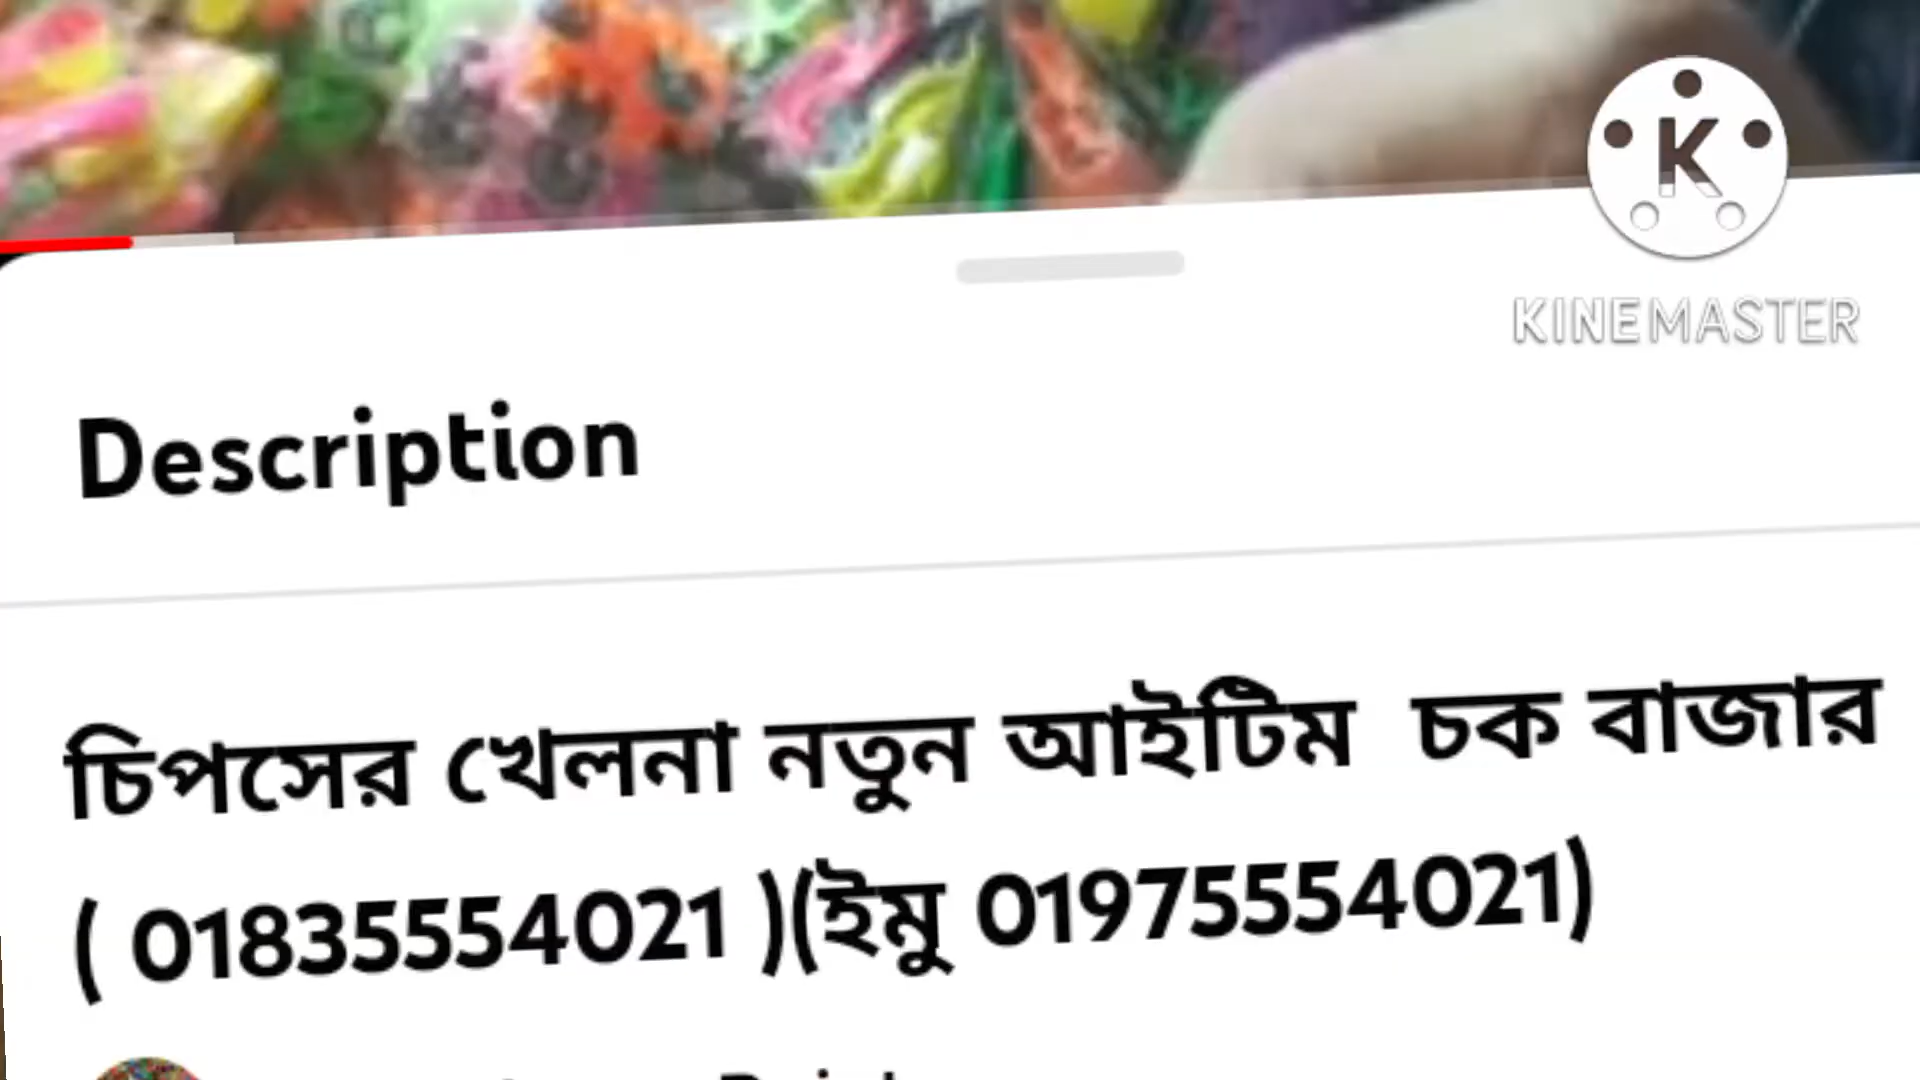 K
KINEMASTER
Description
চিপসের খেলনা নতুন আইটিম চক বাজার
( 01835554021 )(ইমু 01975554021)